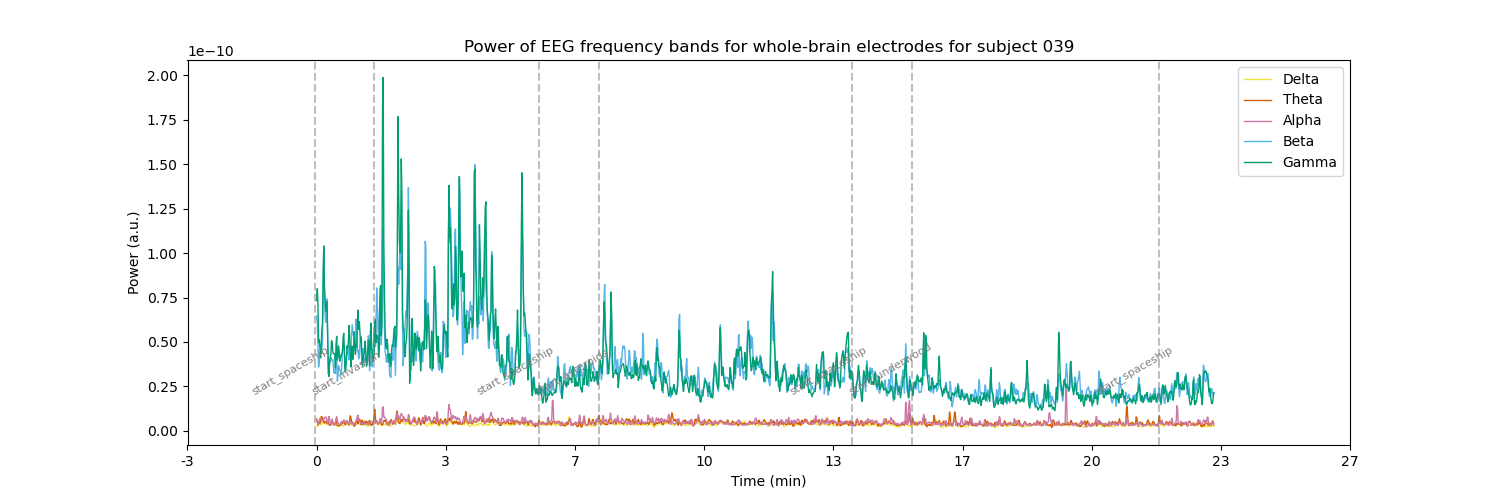 Power of EEG frequency bands for whole-brain electrodes for subject 039
1e−10
2.00
1.75
1.50
1.25
1.00
0.75
0.50
0.25
0.00
Power (a.u.)
Delta
Theta
Alpha
Beta
Gamma
start_spaceship
start_spaceship
start_spaceship
start_spaceship
-3
0
3
7
10
13
17
20
23
27
Time (min)